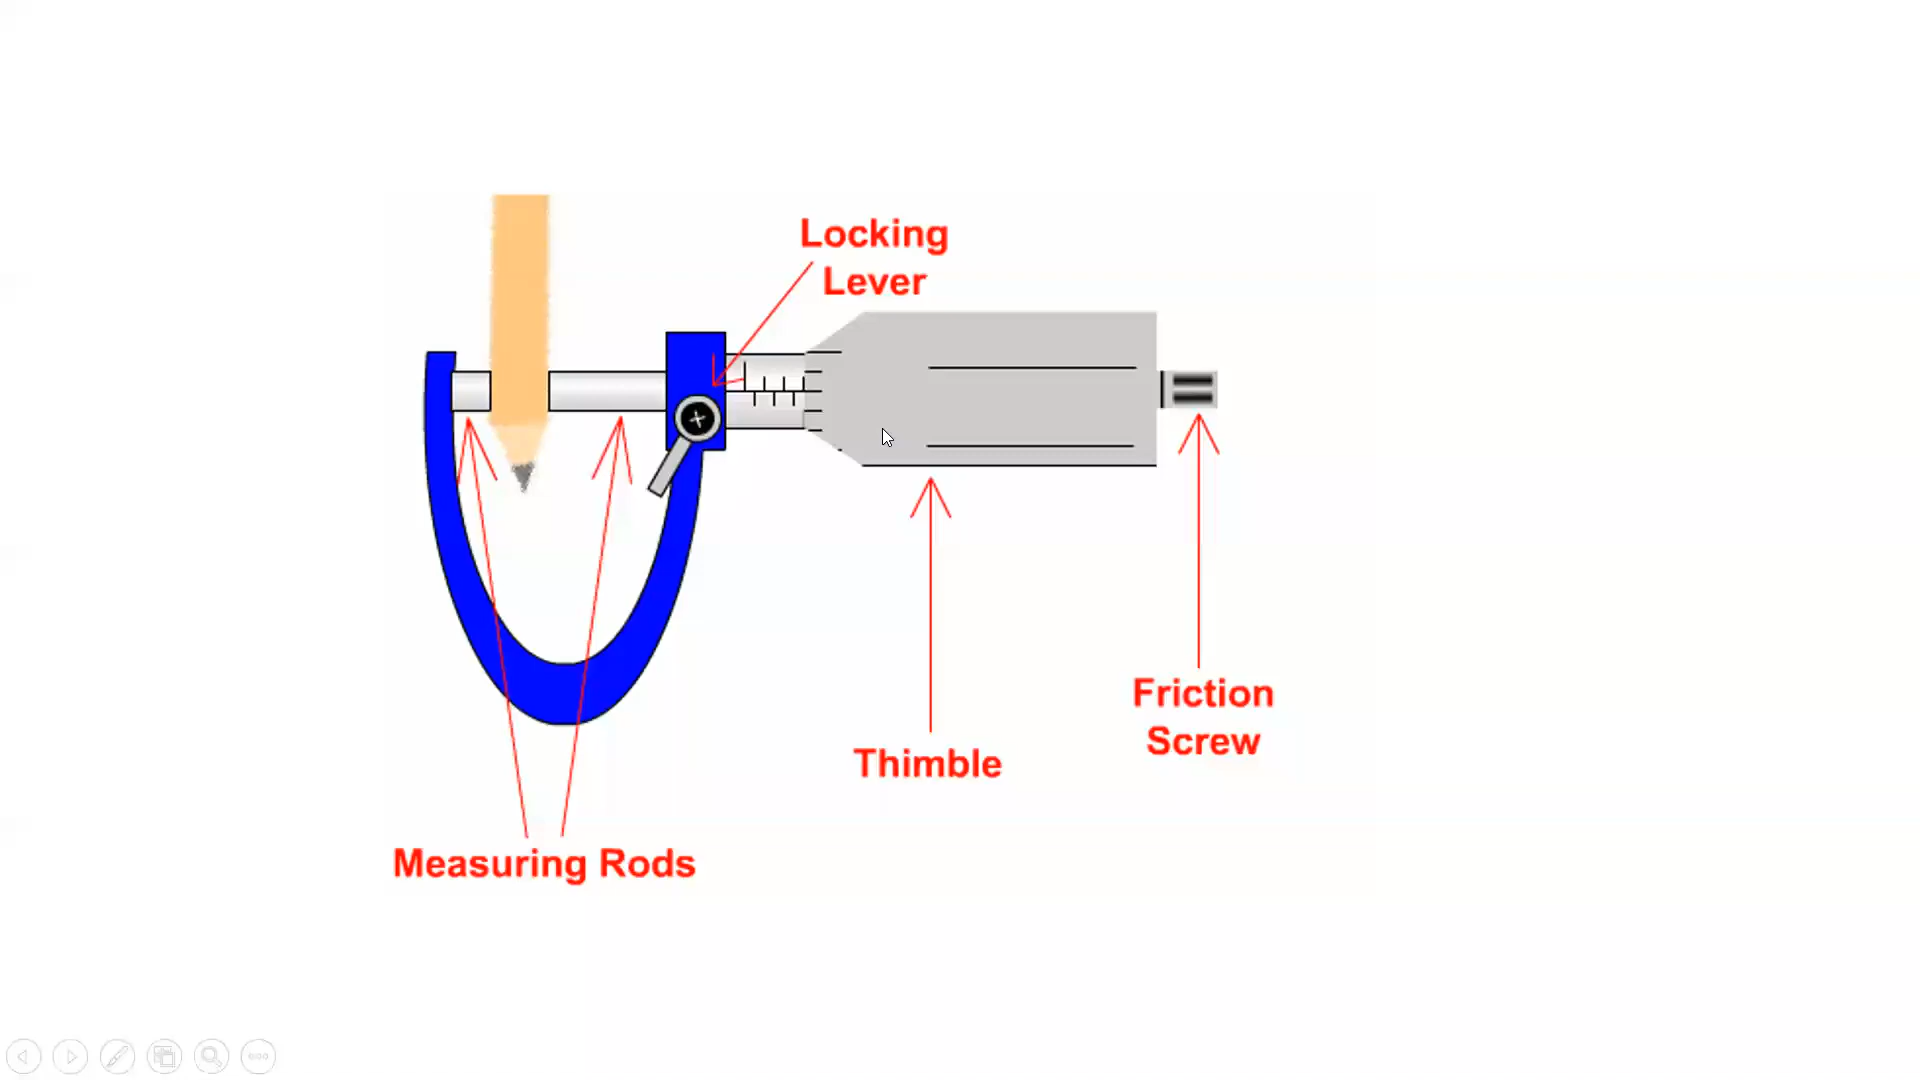 Locking
Lever
Friction
Screw
Thimble
Measuring Rods